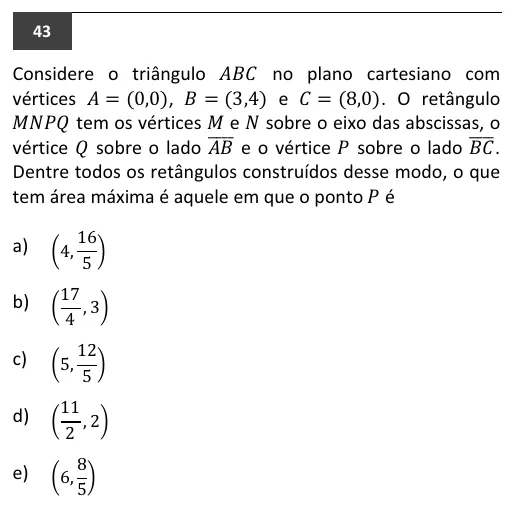 43
Considere o triângulo ABC no plano cartesiano com
vértices A = (0,0), B = (3,4) e C = (8,0). O retângulo
MNPQ tem os vértices M e N sobre o eixo das abscissas, o
vértice Q sobre o lado A̅B̅ e o vértice P sobre o lado B̅C̅.
Dentre todos os retângulos construídos desse modo, o que
tem área máxima é aquele em que o ponto P é
a) (4, 16/5)
b) (17/4, 3)
c) (5, 12/5)
d) (11/2, 2)
e) (6, 8/5)